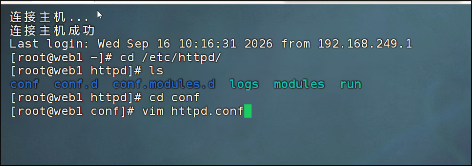 连接主机...
连接主机成功
Last login: Wed Sep 16 10:16:31 2026 from 192.168.249.1
[root@web1 ~]# cd /etc/httpd/
[root@web1 httpd]# ls
conf  conf.d  conf.modules.d  logs  modules  run
[root@web1 httpd]# cd conf
[root@web1 conf]# vim httpd.conf